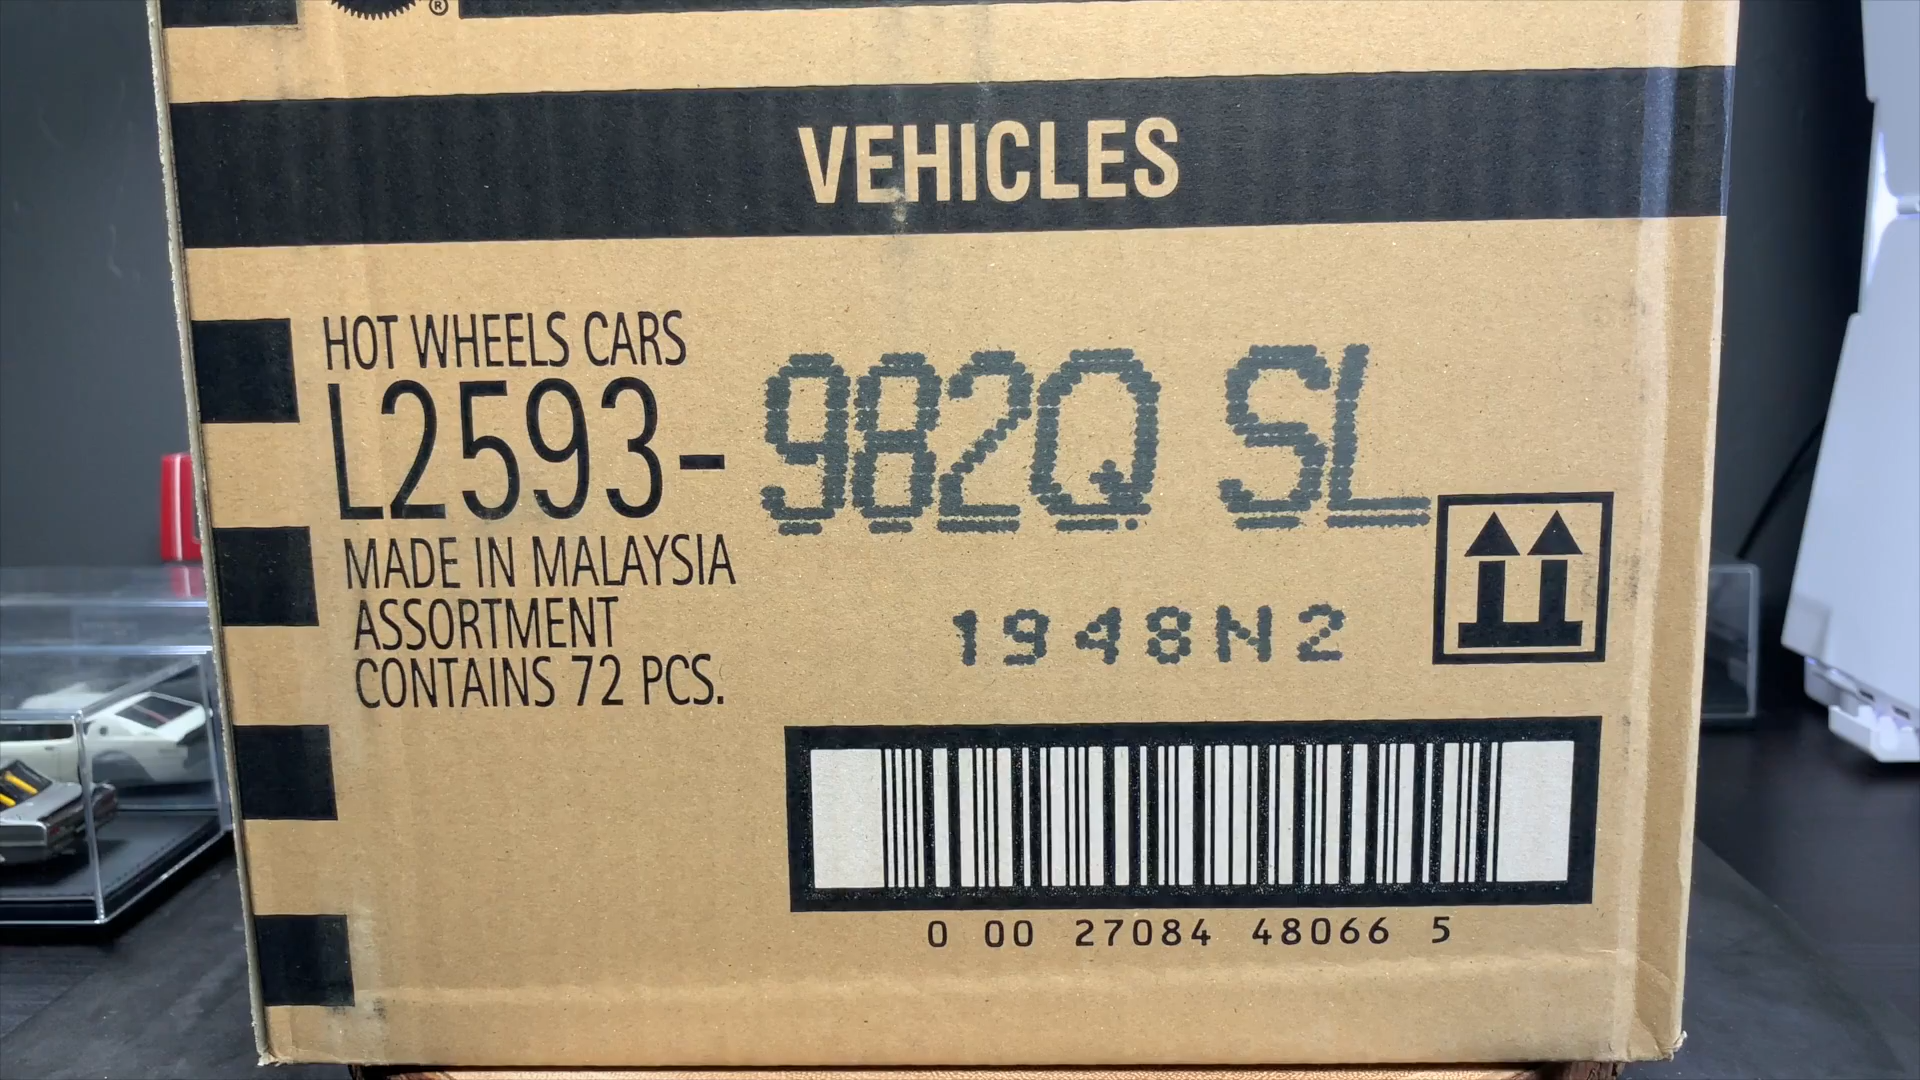 ®
VEHICLES
HOT WHEELS CARS
L2593-982Q SL
MADE IN MALAYSIA
ASSORTMENT
CONTAINS 72 PCS.
1948N2
0 00 27084 48066 5